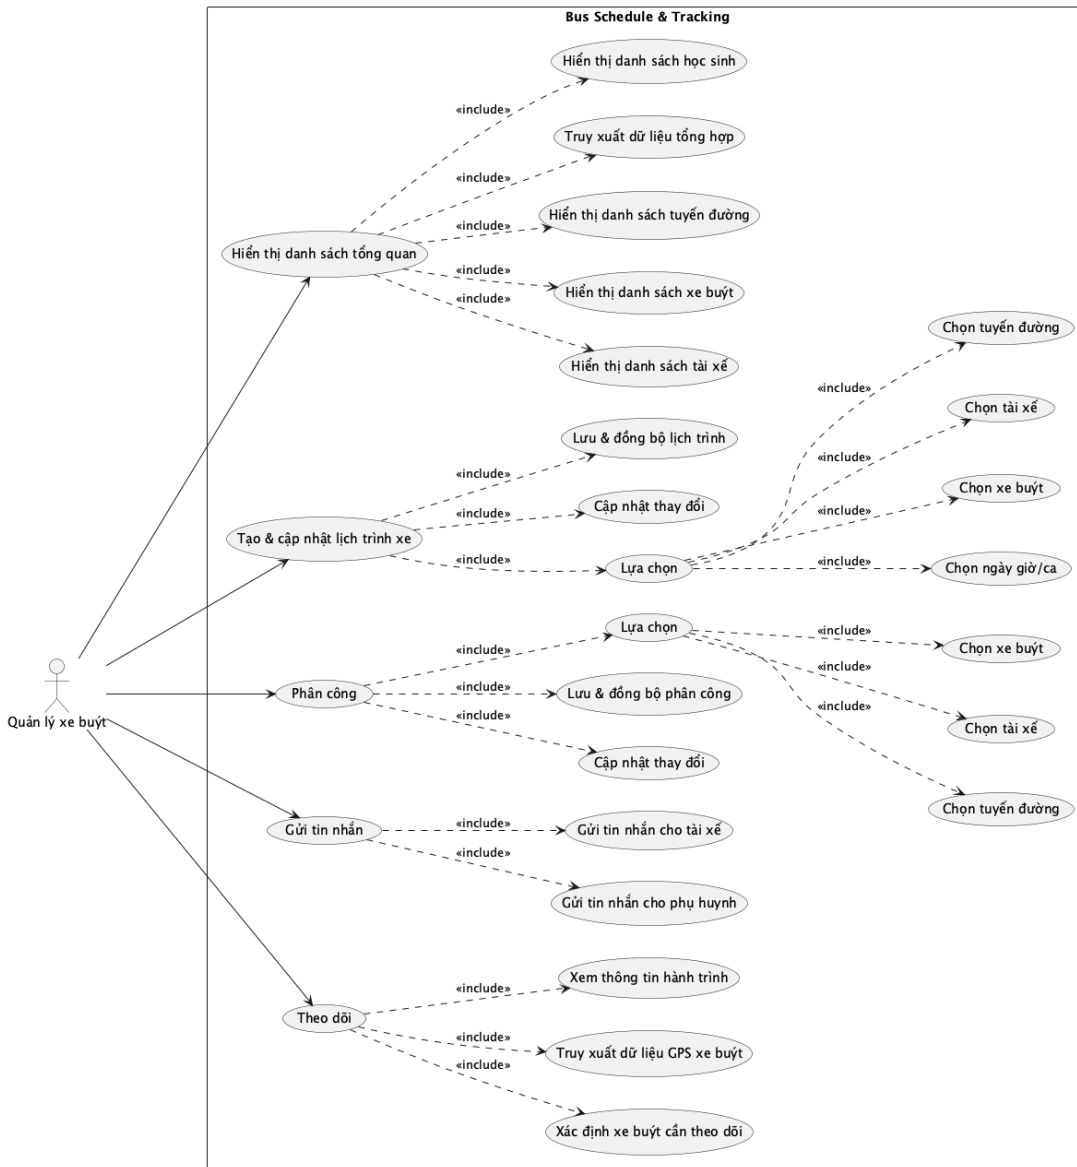 Bus Schedule & Tracking
Hiển thị danh sách học sinh
«include»
Truy xuất dữ liệu tổng hợp
«include»
Hiển thị danh sách tuyến đường
«include»
Hiển thị danh sách tổng quan
«include»
Hiển thị danh sách xe buýt
«include»
Hiển thị danh sách tài xế
Chọn tuyến đường
«include»
Chọn tài xế
«include»
Lưu & đồng bộ lịch trình
«include»
Chọn xe buýt
«include»
Cập nhật thay đổi
«include»
Tạo & cập nhật lịch trình xe
«include»
Lựa chọn
«include»
Chọn ngày giờ/ca
Lựa chọn
«include»
Chọn xe buýt
«include»
«include»
Phân công
«include»
Lưu & đồng bộ phân công
«include»
Chọn tài xế
Quản lý xe buýt
«include»
Cập nhật thay đổi
Chọn tuyến đường
Gửi tin nhắn
«include»
Gửi tin nhắn cho tài xế
«include»
Gửi tin nhắn cho phụ huynh
Xem thông tin hành trình
«include»
Theo dõi
«include»
Truy xuất dữ liệu GPS xe buýt
«include»
Xác định xe buýt cần theo dõi